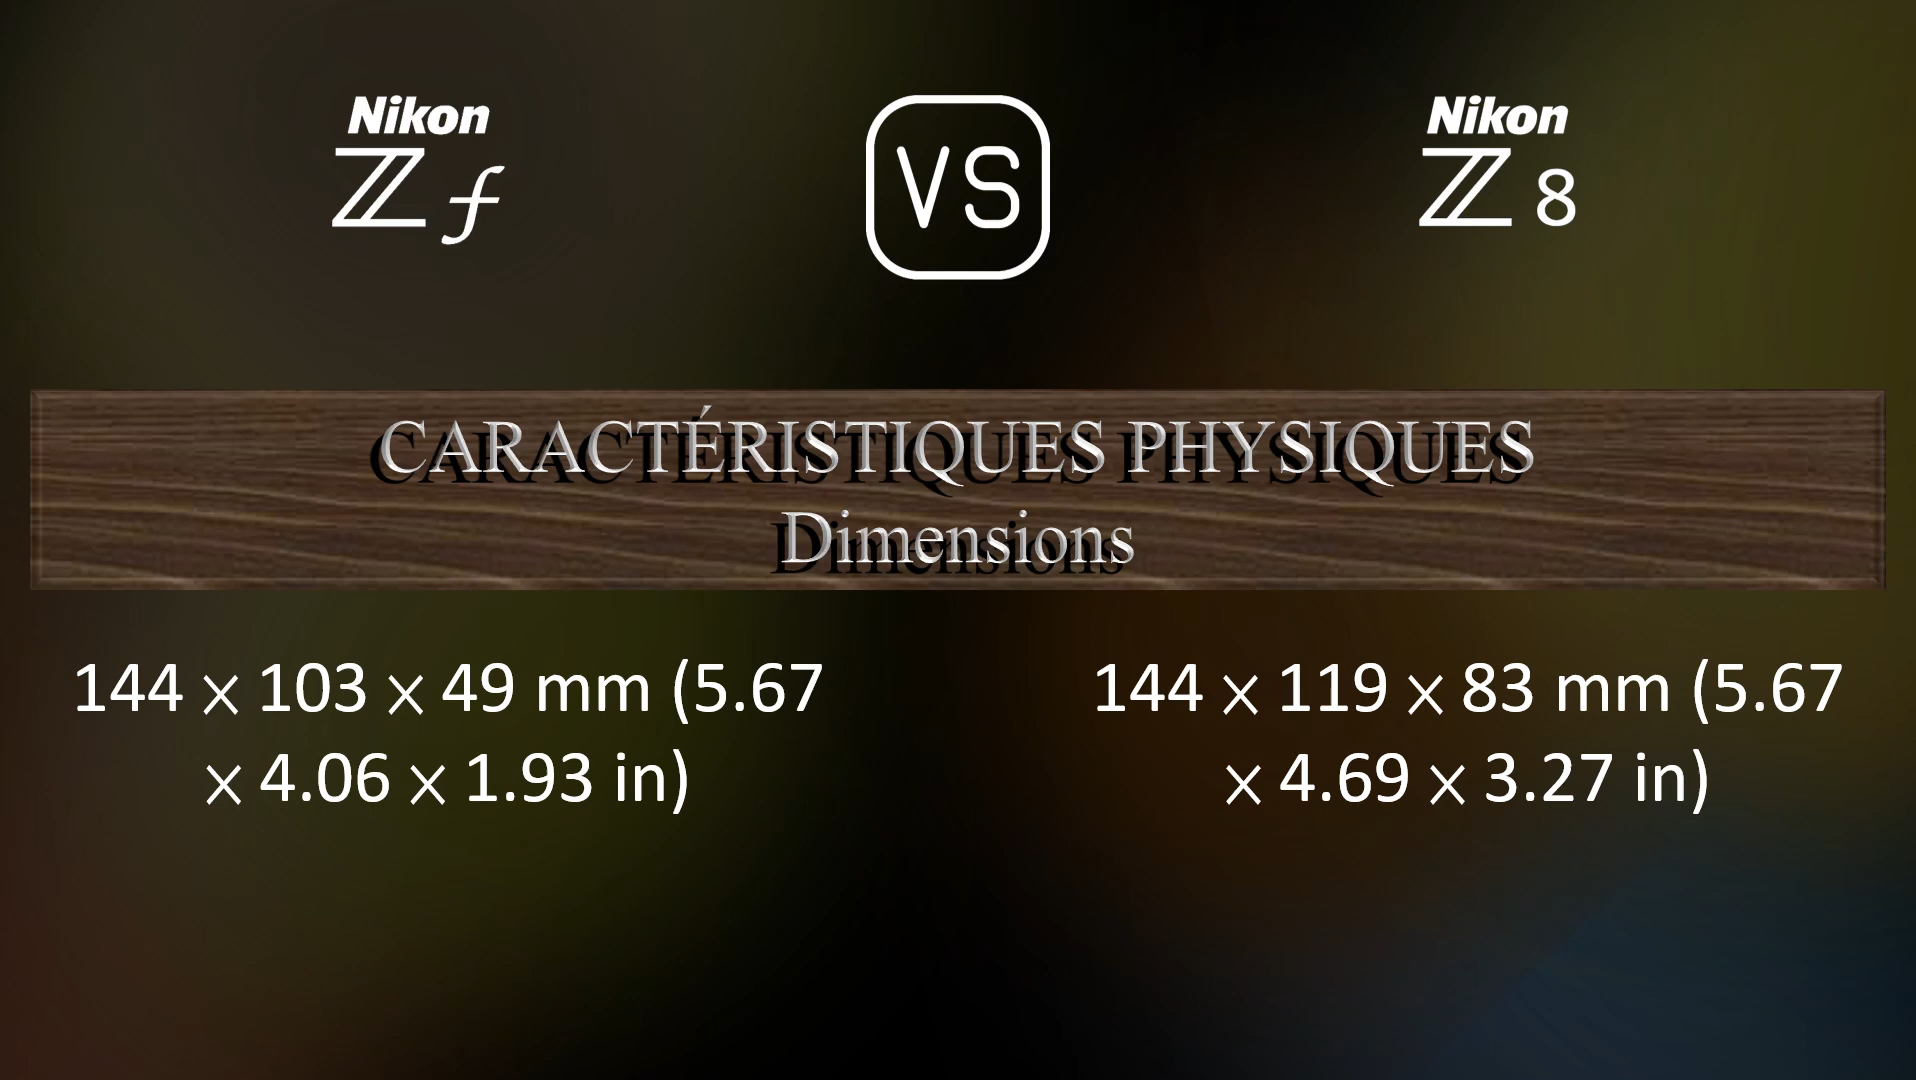 Nikon
Z f
VS
Nikon
Z 8
CARACTÉRISTIQUES PHYSIQUES
Dimensions
144 x 103 x 49 mm (5.67
x 4.06 x 1.93 in)
144 x 119 x 83 mm (5.67
x 4.69 x 3.27 in)